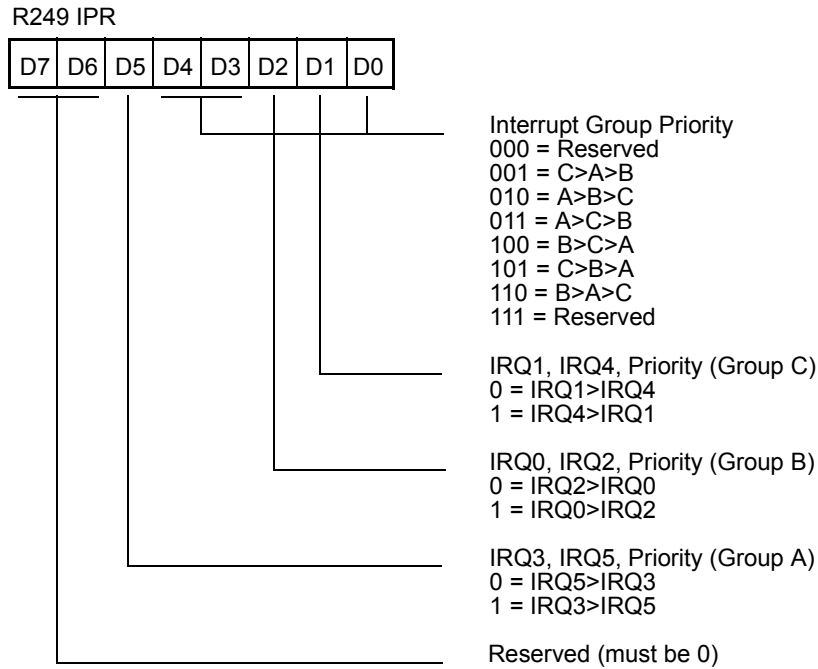 R249 IPR
D7 D6 D5 D4 D3 D2 D1 D0
Interrupt Group Priority
000 = Reserved
001 = C>A>B
010 = A>B>C
011 = A>C>B
100 = B>C>A
101 = C>B>A
110 = B>A>C
111 = Reserved
IRQ1, IRQ4, Priority (Group C)
0 = IRQ1>IRQ4
1 = IRQ4>IRQ1
IRQ0, IRQ2, Priority (Group B)
0 = IRQ2>IRQ0
1 = IRQ0>IRQ2
IRQ3, IRQ5, Priority (Group A)
0 = IRQ5>IRQ3
1 = IRQ3>IRQ5
Reserved (must be 0)